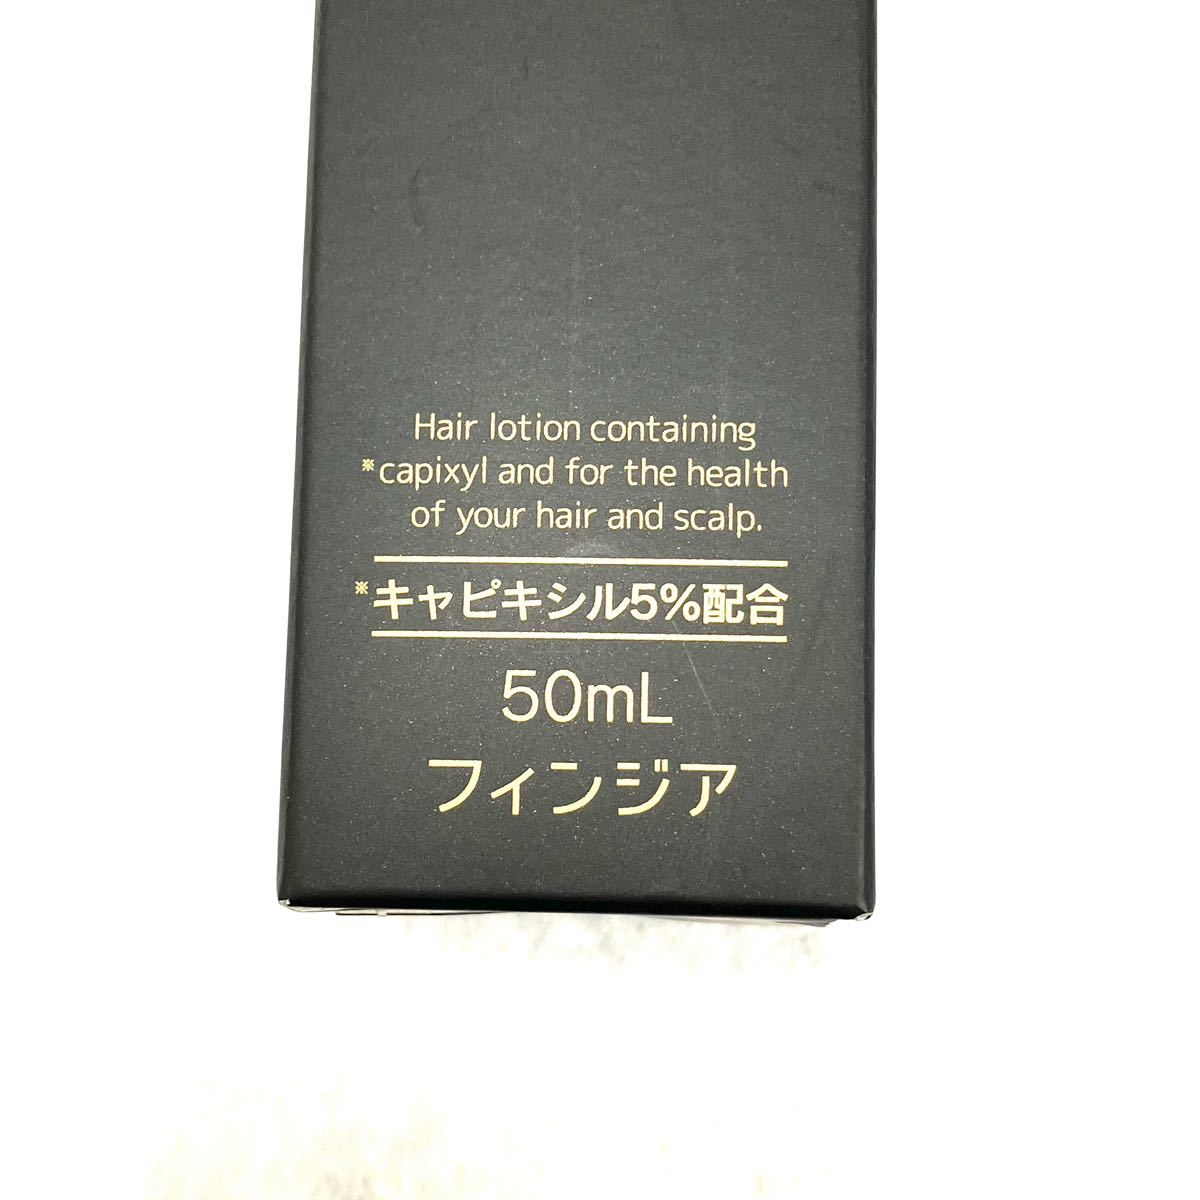 Hair lotion containing
※capixyl and for the health
of your hair and scalp.
※キャピキシル5%配合
50mL
フィンジア